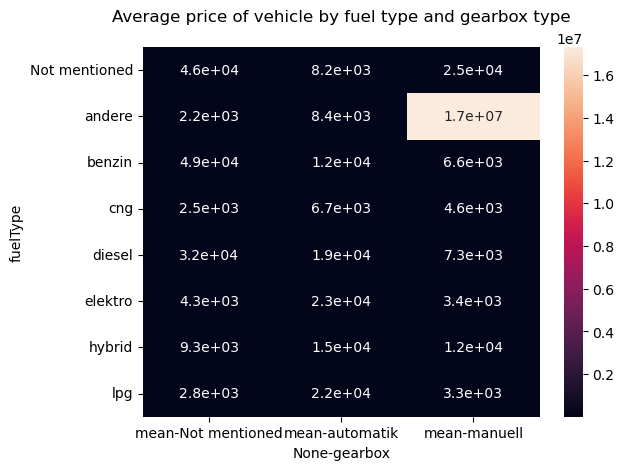 Average price of vehicle by fuel type and gearbox type
1e7
Not mentioned 4.6e+04 8.2e+03 2.5e+04
andere 2.2e+03 8.4e+03 1.7e+07
benzin 4.9e+04 1.2e+04 6.6e+03
cng 2.5e+03 6.7e+03 4.6e+03
diesel 3.2e+04 1.9e+04 7.3e+03
elektro 4.3e+03 2.3e+04 3.4e+03
hybrid 9.3e+03 1.5e+04 1.2e+04
lpg 2.8e+03 2.2e+04 3.3e+03
mean-Not mentioned mean-automatik mean-manuell
None-gearbox
fuelType
1.6
1.4
1.2
1.0
0.8
0.6
0.4
0.2